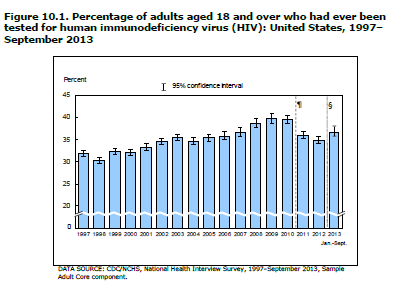 Figure 10.1. Percentage of adults aged 18 and over who had ever been
tested for human immunodeficiency virus (HIV): United States, 1997–
September 2013
Percent
95% confidence interval
45
¶
§
40
35
30
25
20
0
1997 1998 1999 2000 2001 2002 2003 2004 2005 2006 2007 2008 2009 2010 2011 2012 2013
Jan.-Sept.
DATA SOURCE: CDC/NCHS, National Health Interview Survey, 1997–September 2013, Sample
Adult Core component.